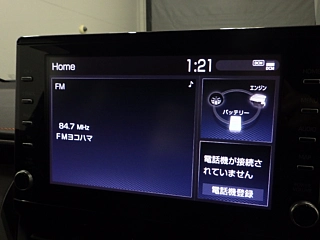 Home
1:21
DCM
FM
♪
84.7 MHz
FMヨコハマ
エンジン
バッテリー
電話機が接続さ
れていません
電話機登録